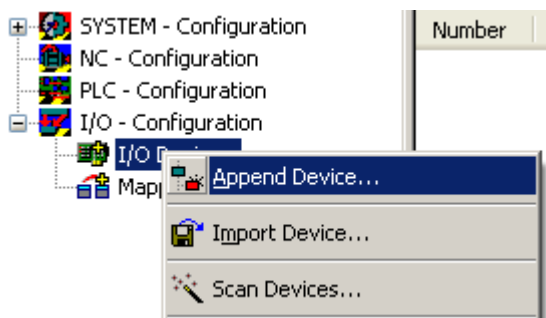 SYSTEM - Configuration
Number
NC - Configuration
PLC - Configuration
I/O - Configuration
I/O
Append Device...
Import Device...
Scan Devices...